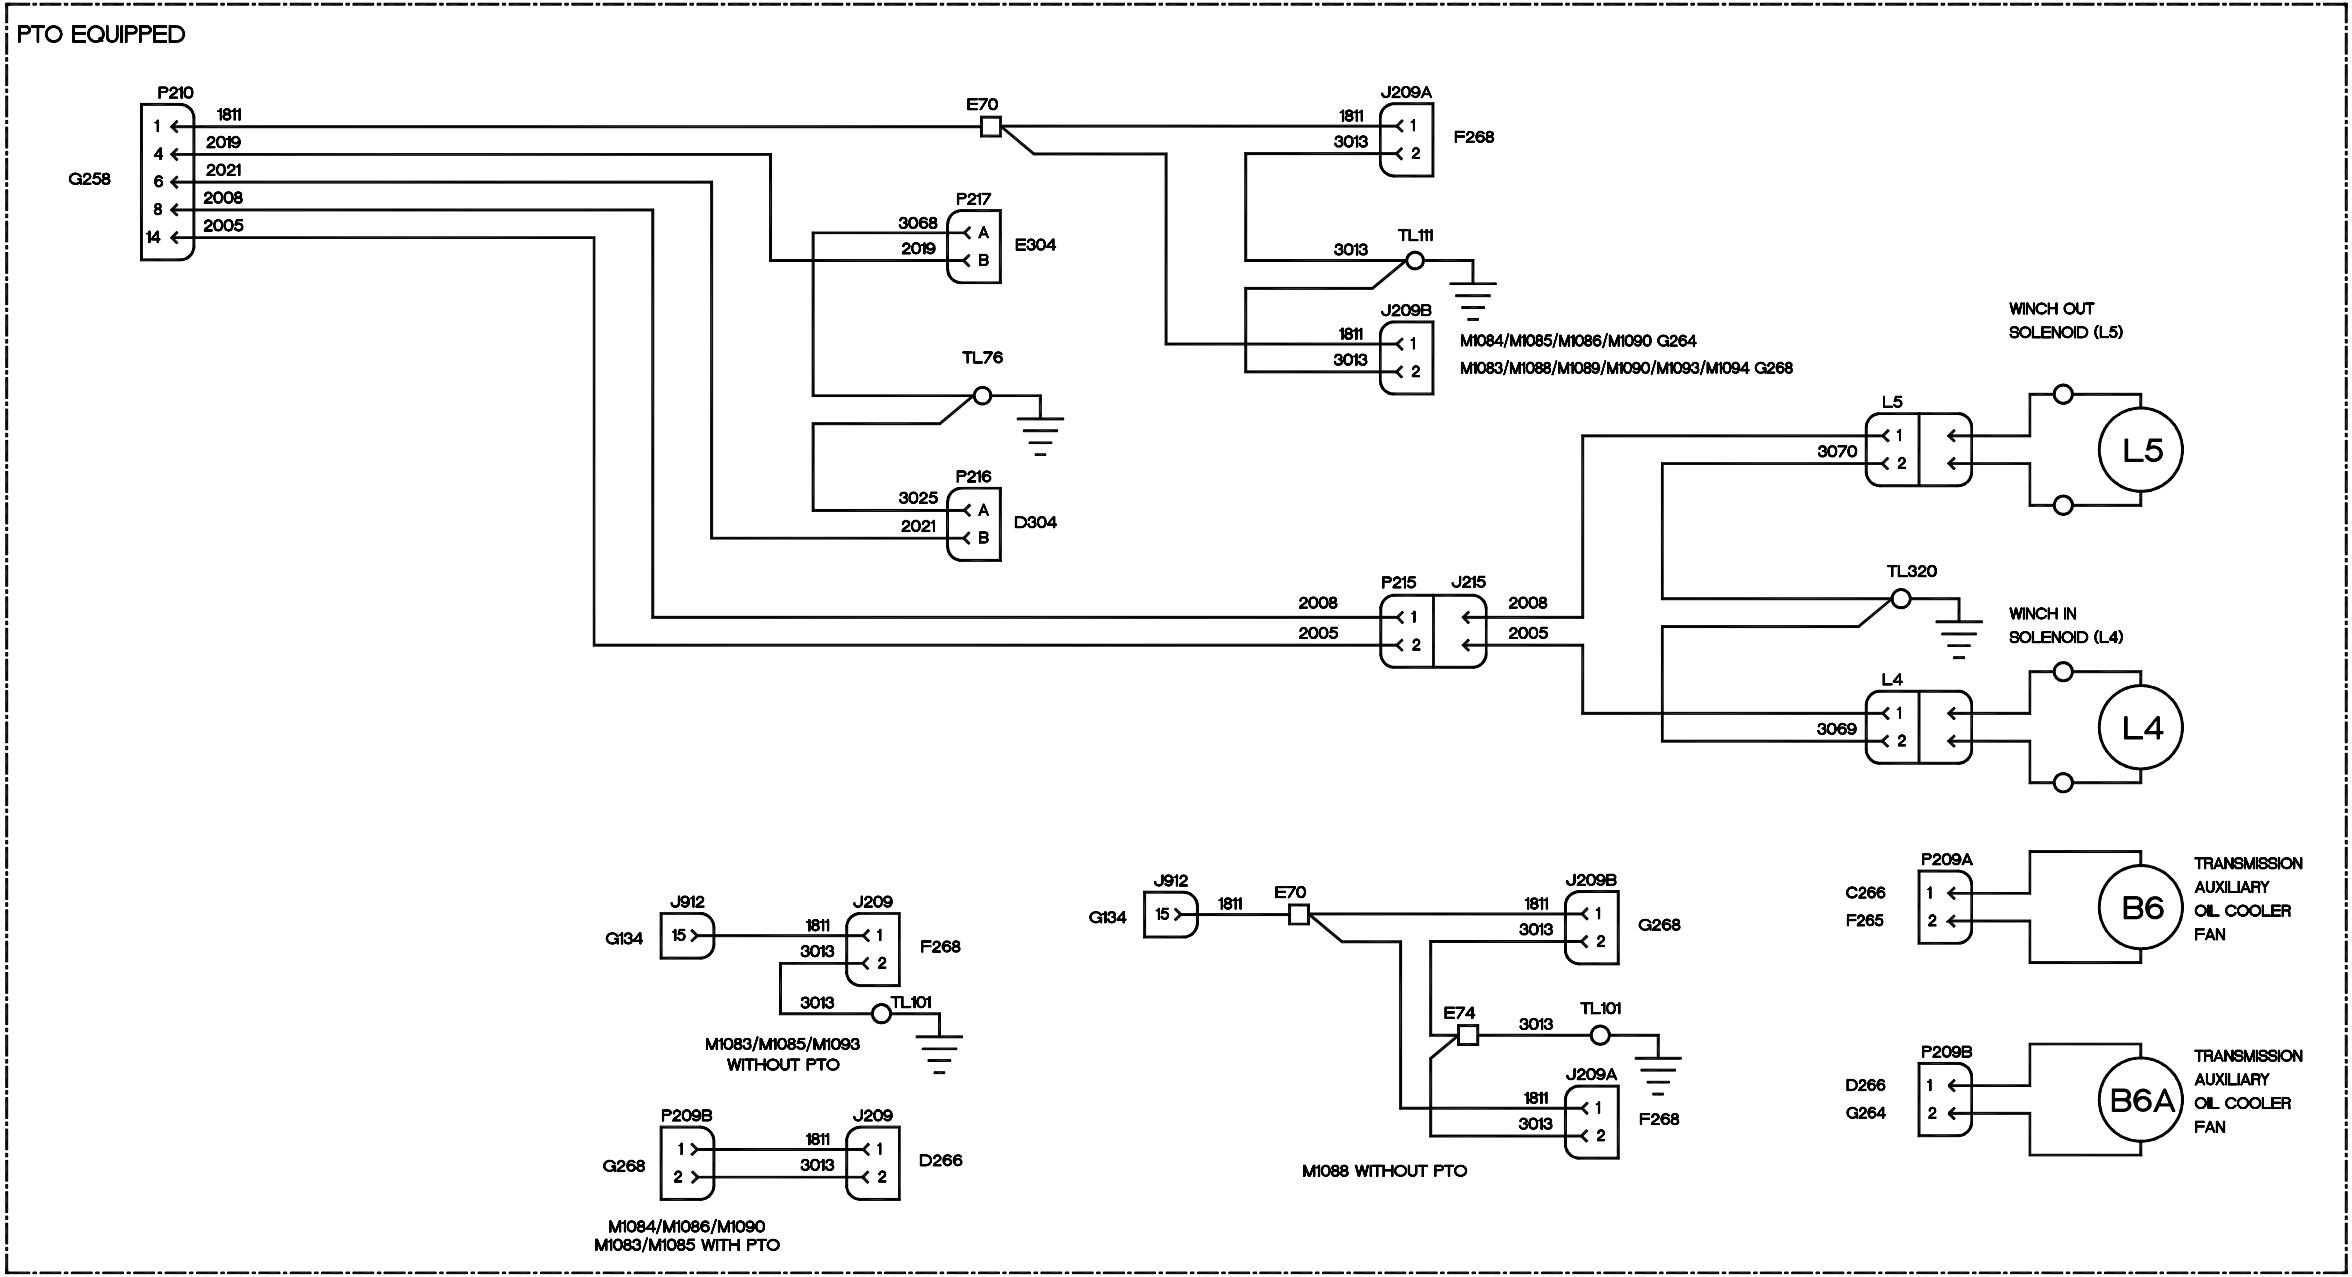 PTO EQUIPPED
P210
G258
1
4
6
8
14
1811
2019
2021
2008
2005
E70
P217
3068
2019
A
B
E304
TL76
P216
3025
2021
A
B
D304
J209A
1811
3013
1
2
F268
3013
TL111
J209B
1811
3013
1
2
M1084/M1085/M1086/M1090 G264
M1083/M1088/M1089/M1090/M1093/M1094 G268
P215
J215
2008
2005
1
2
2008
2005
WINCH OUT
SOLENOID (L5)
L5
1
2
3070
L5
TL320
WINCH IN
SOLENOID (L4)
L4
1
2
3069
L4
J912
G134
15
1811
3013
J209
1
2
F268
3013
TL101
M1083/M1085/M1093
WITHOUT PTO
P209B
G268
1
2
1811
3013
J209
1
2
D266
M1084/M1086/M1090
M1083/M1085 WITH PTO
J912
G134
15
1811
E70
J209B
1811
3013
1
2
G268
E74
3013
TL101
J209A
1811
3013
1
2
F268
M1088 WITHOUT PTO
P209A
C266
F265
1
2
B6
TRANSMISSION
AUXILIARY
OIL COOLER
FAN
P209B
D266
G264
1
2
B6A
TRANSMISSION
AUXILIARY
OIL COOLER
FAN